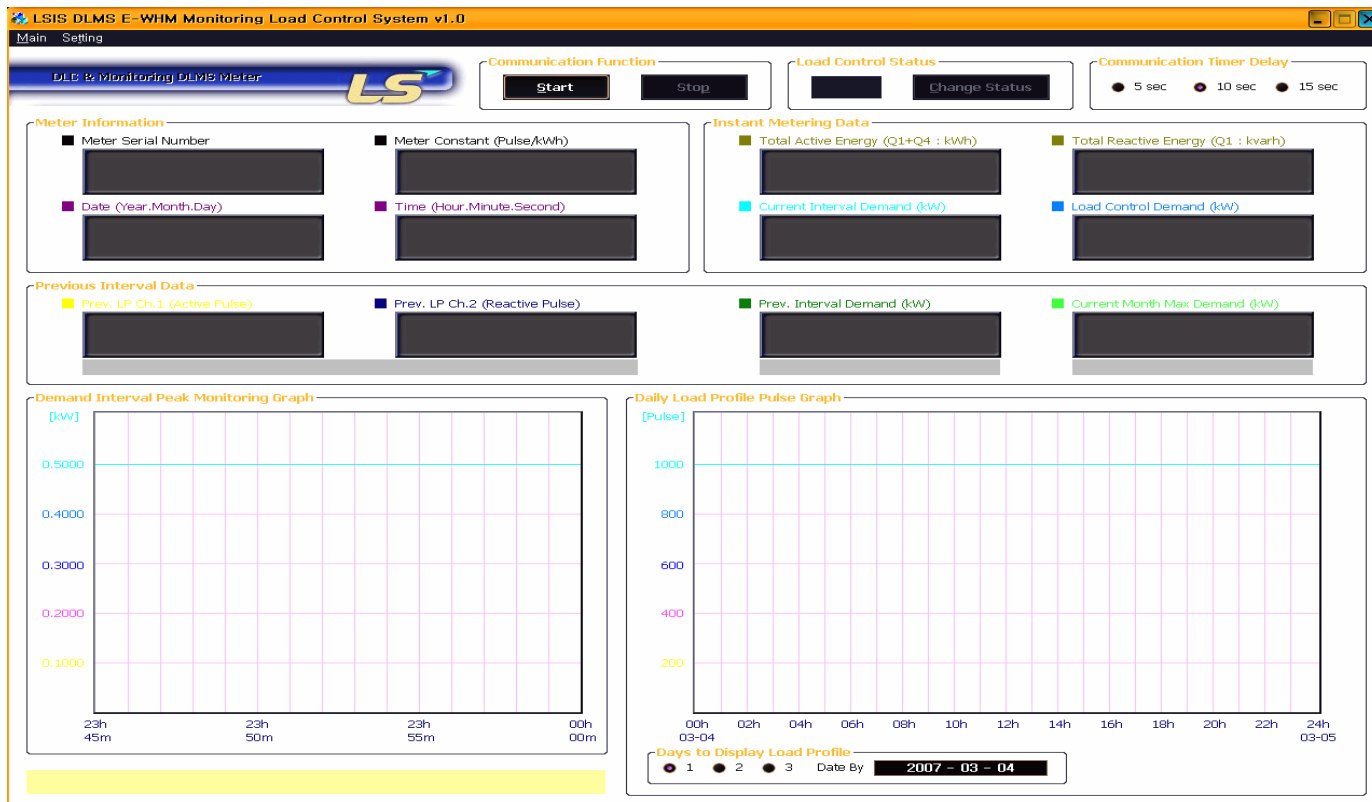 LSIS DLMS E-WHM Monitoring Load Control System v1.0
Main Setting
DLC & Monitoring DLMS Meter
LS
Communication Function
Start Stop
Load Control Status
Change Status
Communication Timer Delay
5 sec 10 sec 15 sec
Meter Information
Meter Serial Number Meter Constant (Pulse/kWh)
Date (Year.Month.Day) Time (Hour.Minute.Second)
Instant Metering Data
Total Active Energy (Q1+Q4 : kWh) Total Reactive Energy (Q1 : kvarh)
Current Interval Demand (kW) Load Control Demand (kW)
Previous Interval Data
Prev. LP Ch.1 (Active Pulse) Prev. LP Ch.2 (Reactive Pulse) Prev. Interval Demand (kW) Current Month Max Demand (kW)
Demand Interval Peak Monitoring Graph
[kW]
0.5000
0.4000
0.3000
0.2000
0.1000
23h 23h 23h 00h
45m 50m 55m 00m
Daily Load Profile Pulse Graph
[Pulse]
1000
800
600
400
200
00h 02h 04h 06h 08h 10h 12h 14h 16h 18h 20h 22h 24h
03-04 03-05
Days to Display Load Profile
1 2 3 Date By 2007 - 03 - 04